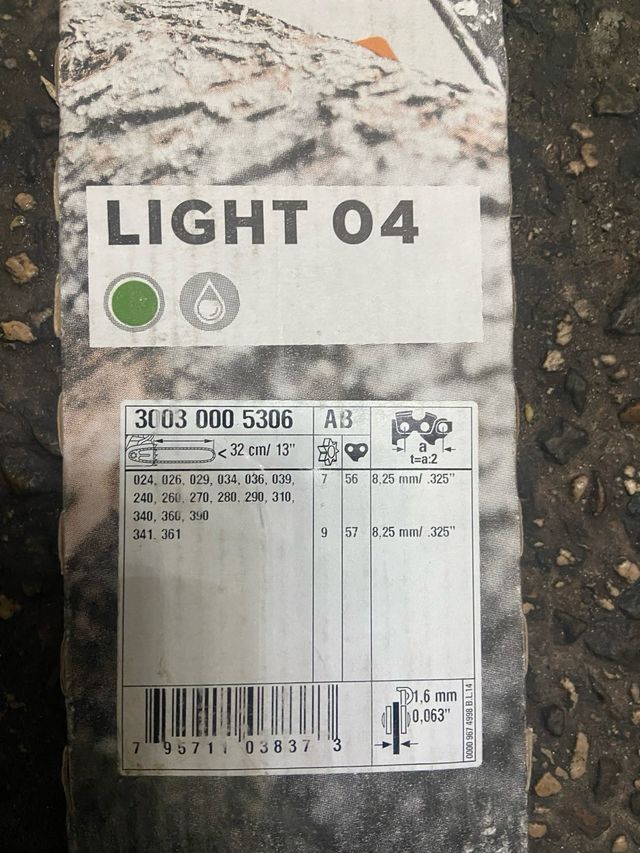 LIGHT 04
3003 000 5306 AB
< 32 cm/ 13"
a
t=a:2
024, 026, 029, 034, 036, 039, 7 56 8,25 mm/ .325"
240, 260, 270, 280, 290, 310,
340, 360, 390
341, 361 9 57 8,25 mm/ .325"
1,6 mm
0,063"
0000 967 4998 B.L.14
7 95711 03837 3